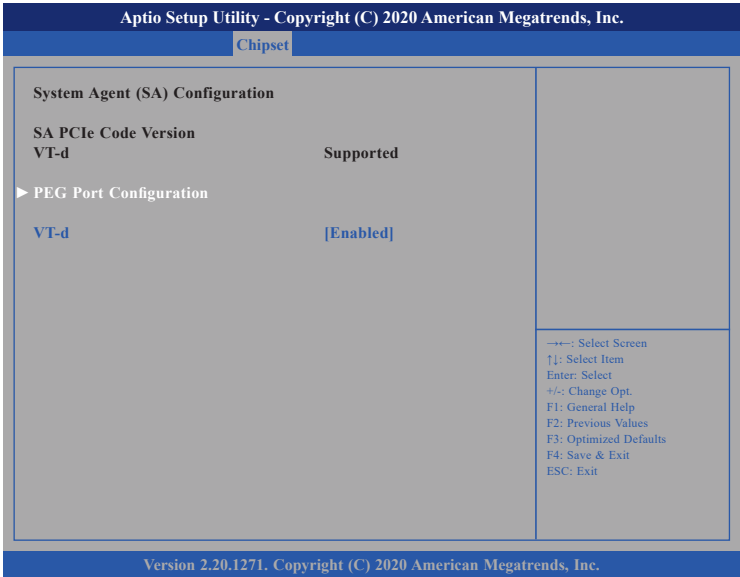 Aptio Setup Utility - Copyright (C) 2020 American Megatrends, Inc.
Chipset
System Agent (SA) Configuration
SA PCIe Code Version
VT-d Supported
► PEG Port Configuration
VT-d [Enabled]
→←: Select Screen
↑↓: Select Item
Enter: Select
+/-: Change Opt.
F1: General Help
F2: Previous Values
F3: Optimized Defaults
F4: Save & Exit
ESC: Exit
Version 2.20.1271. Copyright (C) 2020 American Megatrends, Inc.